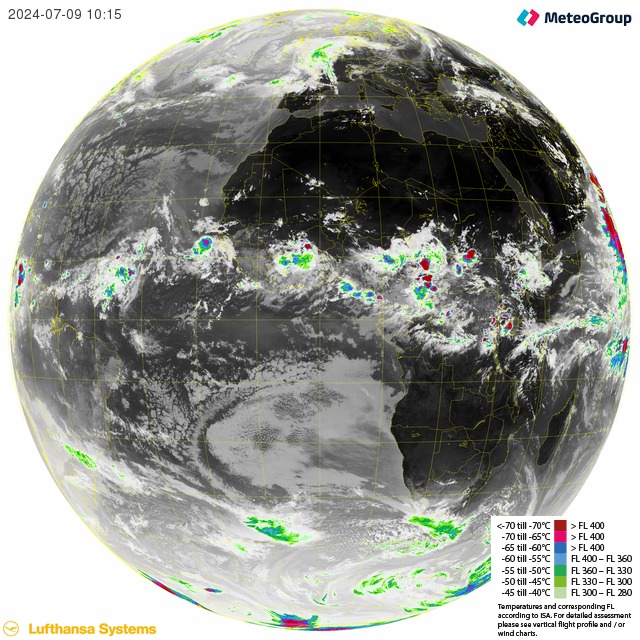 2024-07-09 10:15
MeteoGroup
<-70 till -70°C > FL 400
-70 till -65°C > FL 400
-65 till -60°C > FL 400
-60 till -55°C FL 400 - FL 360
-55 till -50°C FL 360 - FL 330
-50 till -45°C FL 330 - FL 300
-45 till -40°C FL 300 - FL 280
Temperatures and corresponding FL
according to ISA. For detailed assessment
please see vertical flight profile and / or
wind charts.
Lufthansa Systems